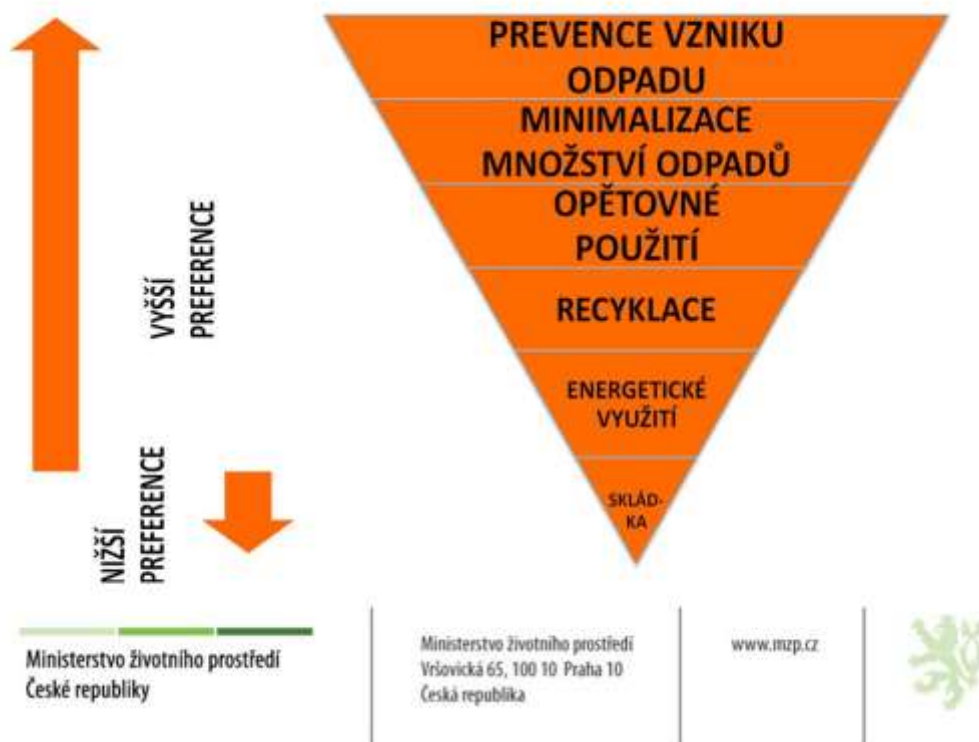 PREVENCE VZNIKU
ODPADU
MINIMALIZACE
MNOŽSTVÍ ODPADŮ
OPĚTOVNÉ
POUŽITÍ
RECYKLACE
ENERGETICKÉ
VYUŽITÍ
SKLÁD-
KA
VYŠŠÍ
PREFERENCE
NIŽŠÍ
PREFERENCE
Ministerstvo životního prostředí
České republiky
Ministerstvo životního prostředí
Vršovická 65, 100 10 Praha 10
Česká republika
www.mzp.cz